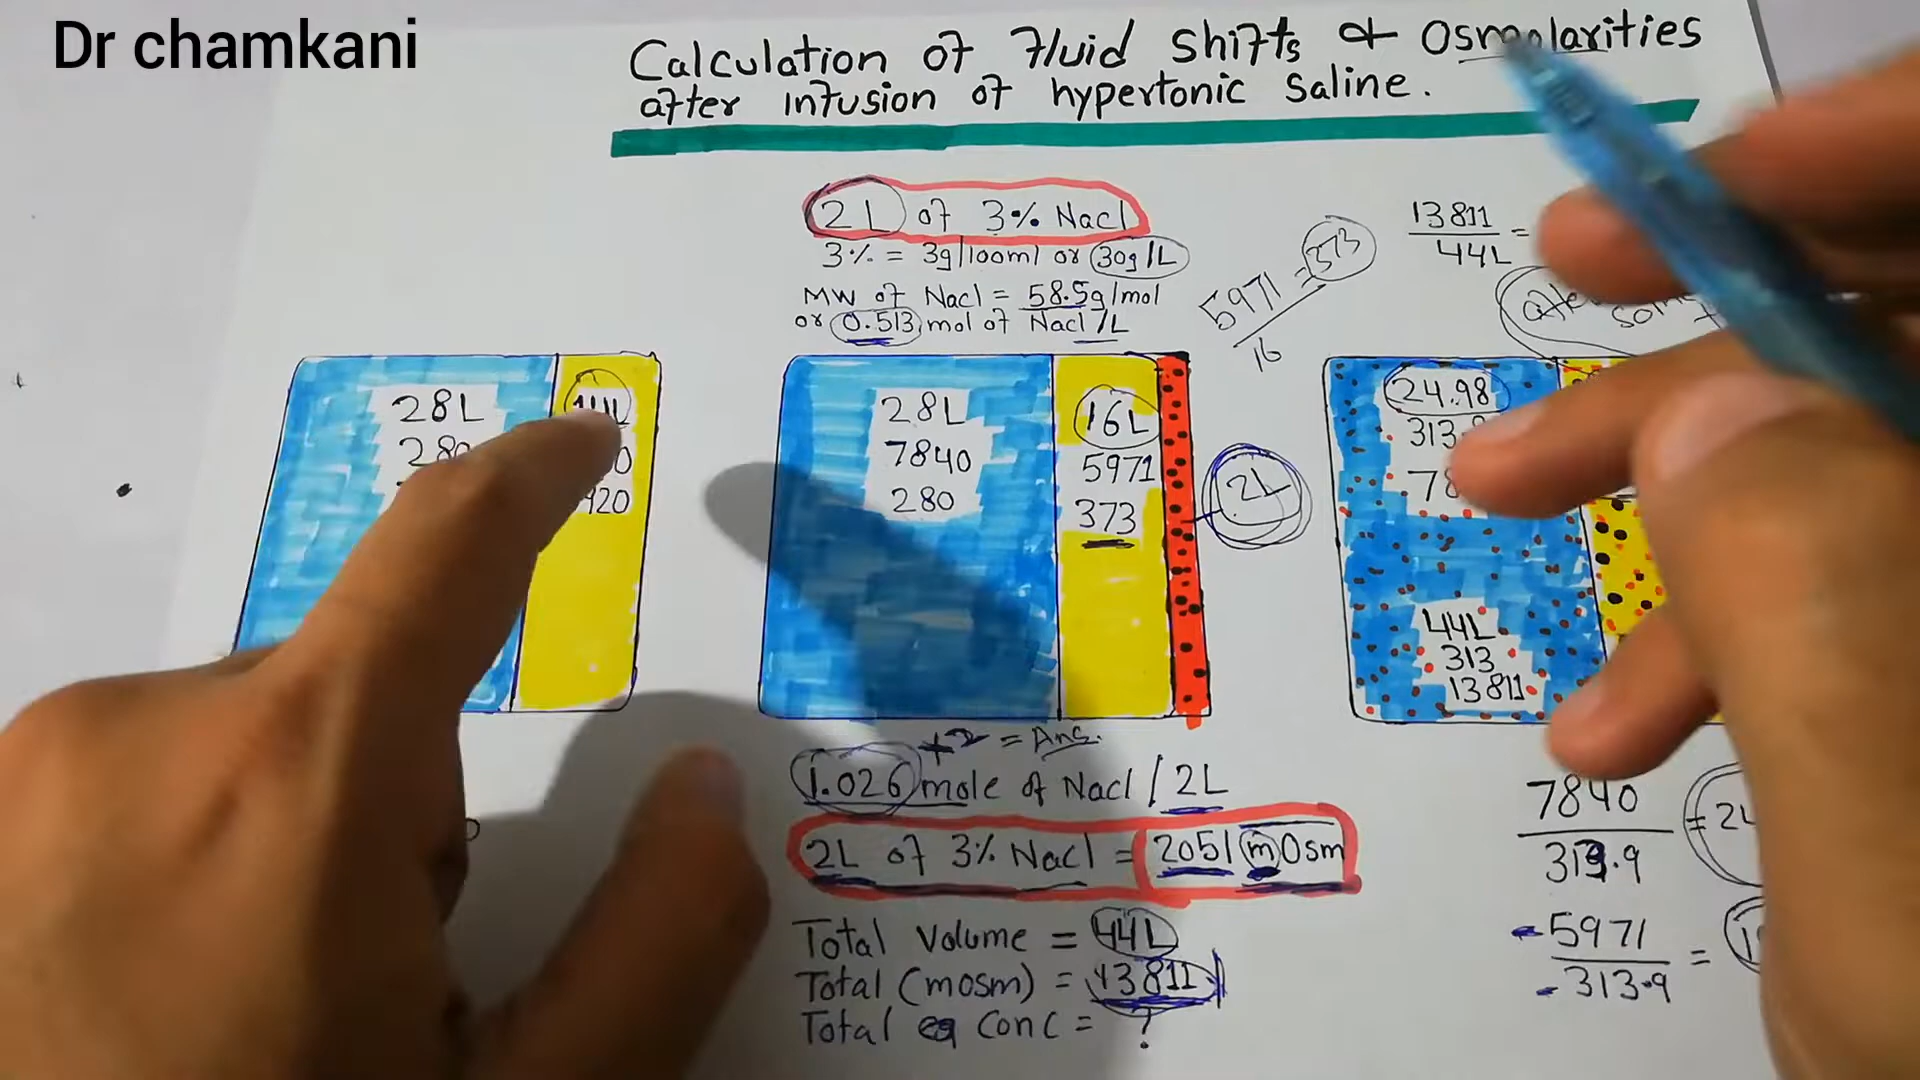 Dr chamkani
Calculation of Fluid Shifts & Osmolarities
after infusion of hypertonic Saline.
2L of 3% Nacl
3% = 3g/100ml or 30g/L
MW of Nacl = 58.5g/mol
or 0.513 mol of Nacl/L
5971
16
= 373
13811
44L
=
28L
28L
7840
280
16L
5971
373
2L
24.98
44L
313
13811
+2 = Ans.
1.026 mole of Nacl / 2L
2L of 3% Nacl = 2051 mOsm
Total Volume = 44L
Total (mosm) = 13811
Total Conc = ?
7840
313.9
=
5971
313.9
=